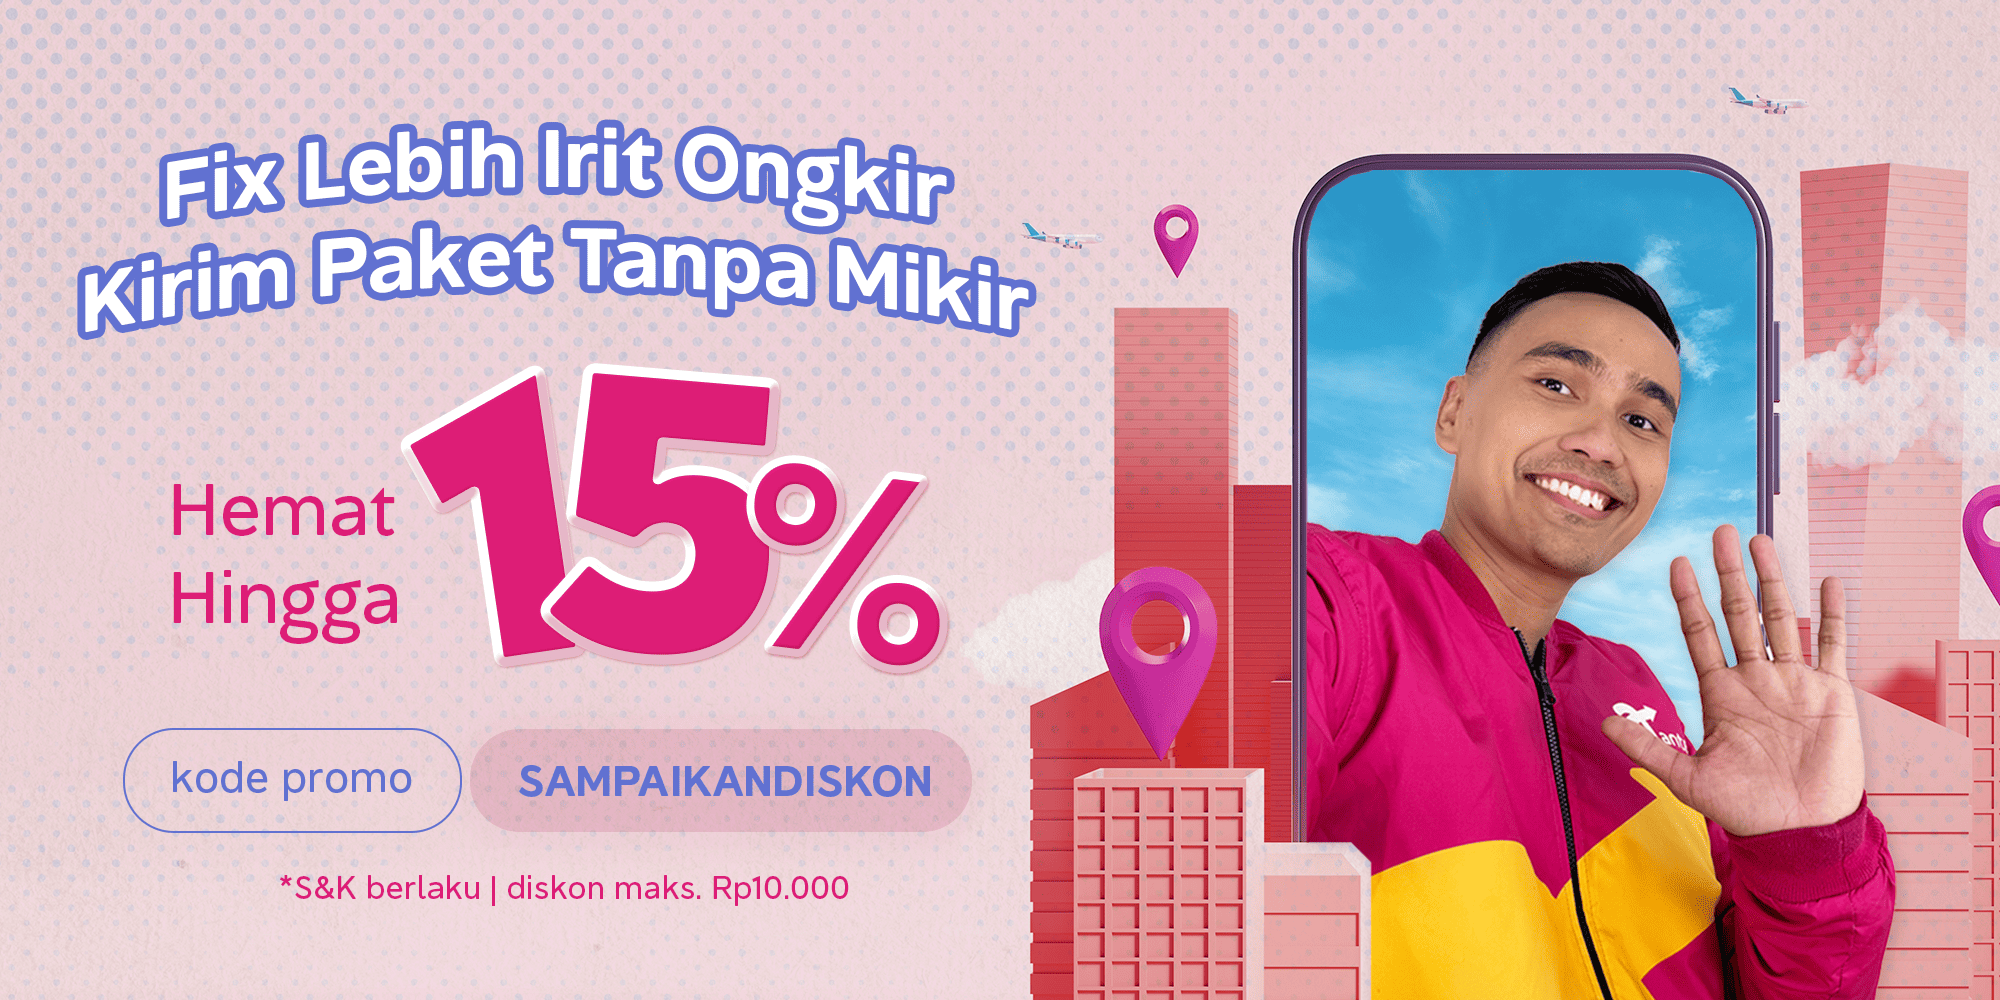 Fix Lebih Irit Ongkir
Kirim Paket Tanpa Mikir
Hemat
Hingga
15%
kode promo
SAMPAIKANDISKON
*S&K berlaku | diskon maks. Rp10.000